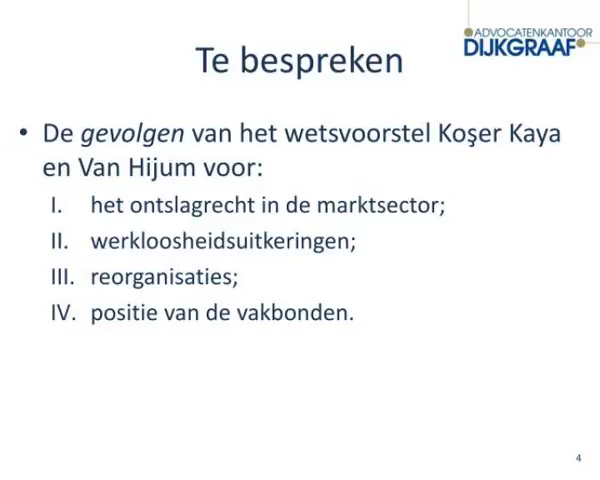 ADVOCATENKANTOOR
DIJKGRAAF
Te bespreken
• De gevolgen van het wetsvoorstel Koşer Kaya
en Van Hijum voor:
I. het ontslagrecht in de marktsector;
II. werkloosheidsuitkeringen;
III. reorganisaties;
IV. positie van de vakbonden.
4